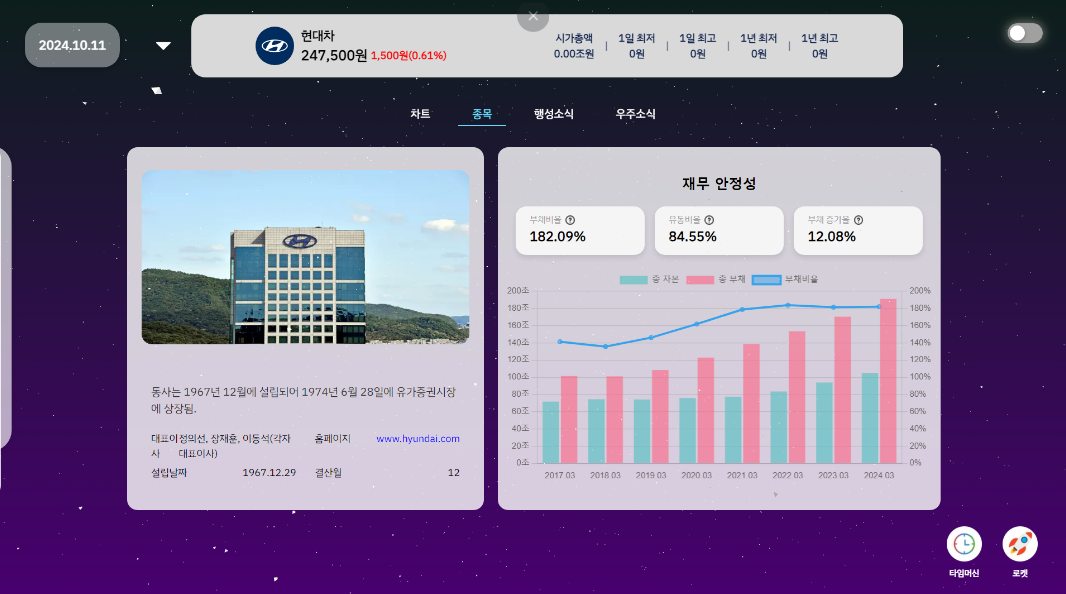 2024.10.11
현대차
247,500원 1,500원(0.61%)
시가총액
0.00조원
1일 최저
0원
1일 최고
0원
1년 최저
0원
1년 최고
0원
차트
종목
행성소식
우주소식
동사는 1967년 12월에 설립되어 1974년 6월 28일에 유가증권시장
에 상장됨.
대표이사 정의선, 장재훈, 이동석(각자 대표이사)
홈페이지 www.hyundai.com
설립날짜 1967.12.29
결산월 12
재무 안정성
부채비율
182.09%
유동비율
84.55%
부채 증가율
12.08%
총 자본 총 부채 부채비율
200조 200%
180조 180%
160조 160%
140조 140%
120조 120%
100조 100%
80조 80%
60조 60%
40조 40%
20조 20%
0조 0%
2017.03 2018.03 2019.03 2020.03 2021.03 2022.03 2023.03 2024.03
타임머신
로켓